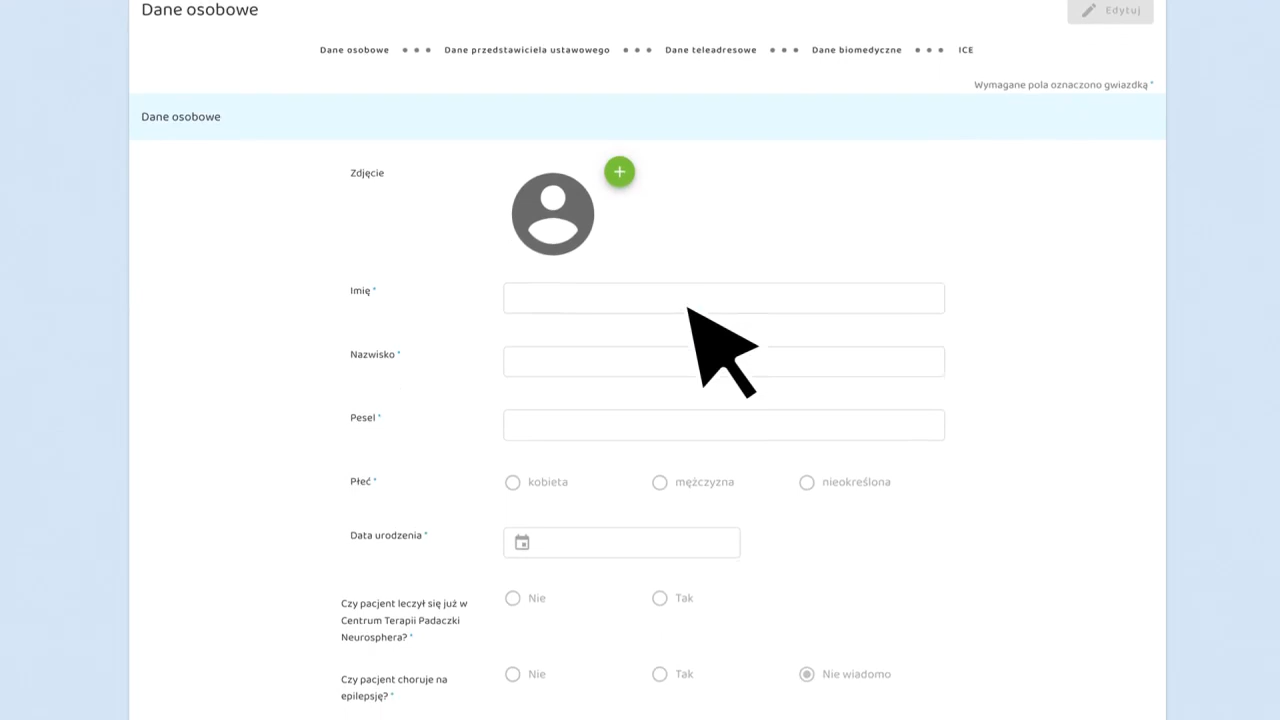 Dane osobowe
Edytuj
Dane osobowe ••• Dane przedstawiciela ustawowego ••• Dane teleadresowe ••• Dane biomedyczne ••• ICE
Wymagane pola oznaczono gwiazdką *
Dane osobowe
Zdjęcie
+
Imię *
Nazwisko *
Pesel *
Płeć * kobieta mężczyzna nieokreślona
Data urodzenia *
Czy pacjent leczył się już w
Centrum Terapii Padaczki
Neurosphera? *
Nie Tak
Czy pacjent choruje na
epilepsję? *
Nie Tak Nie wiadomo